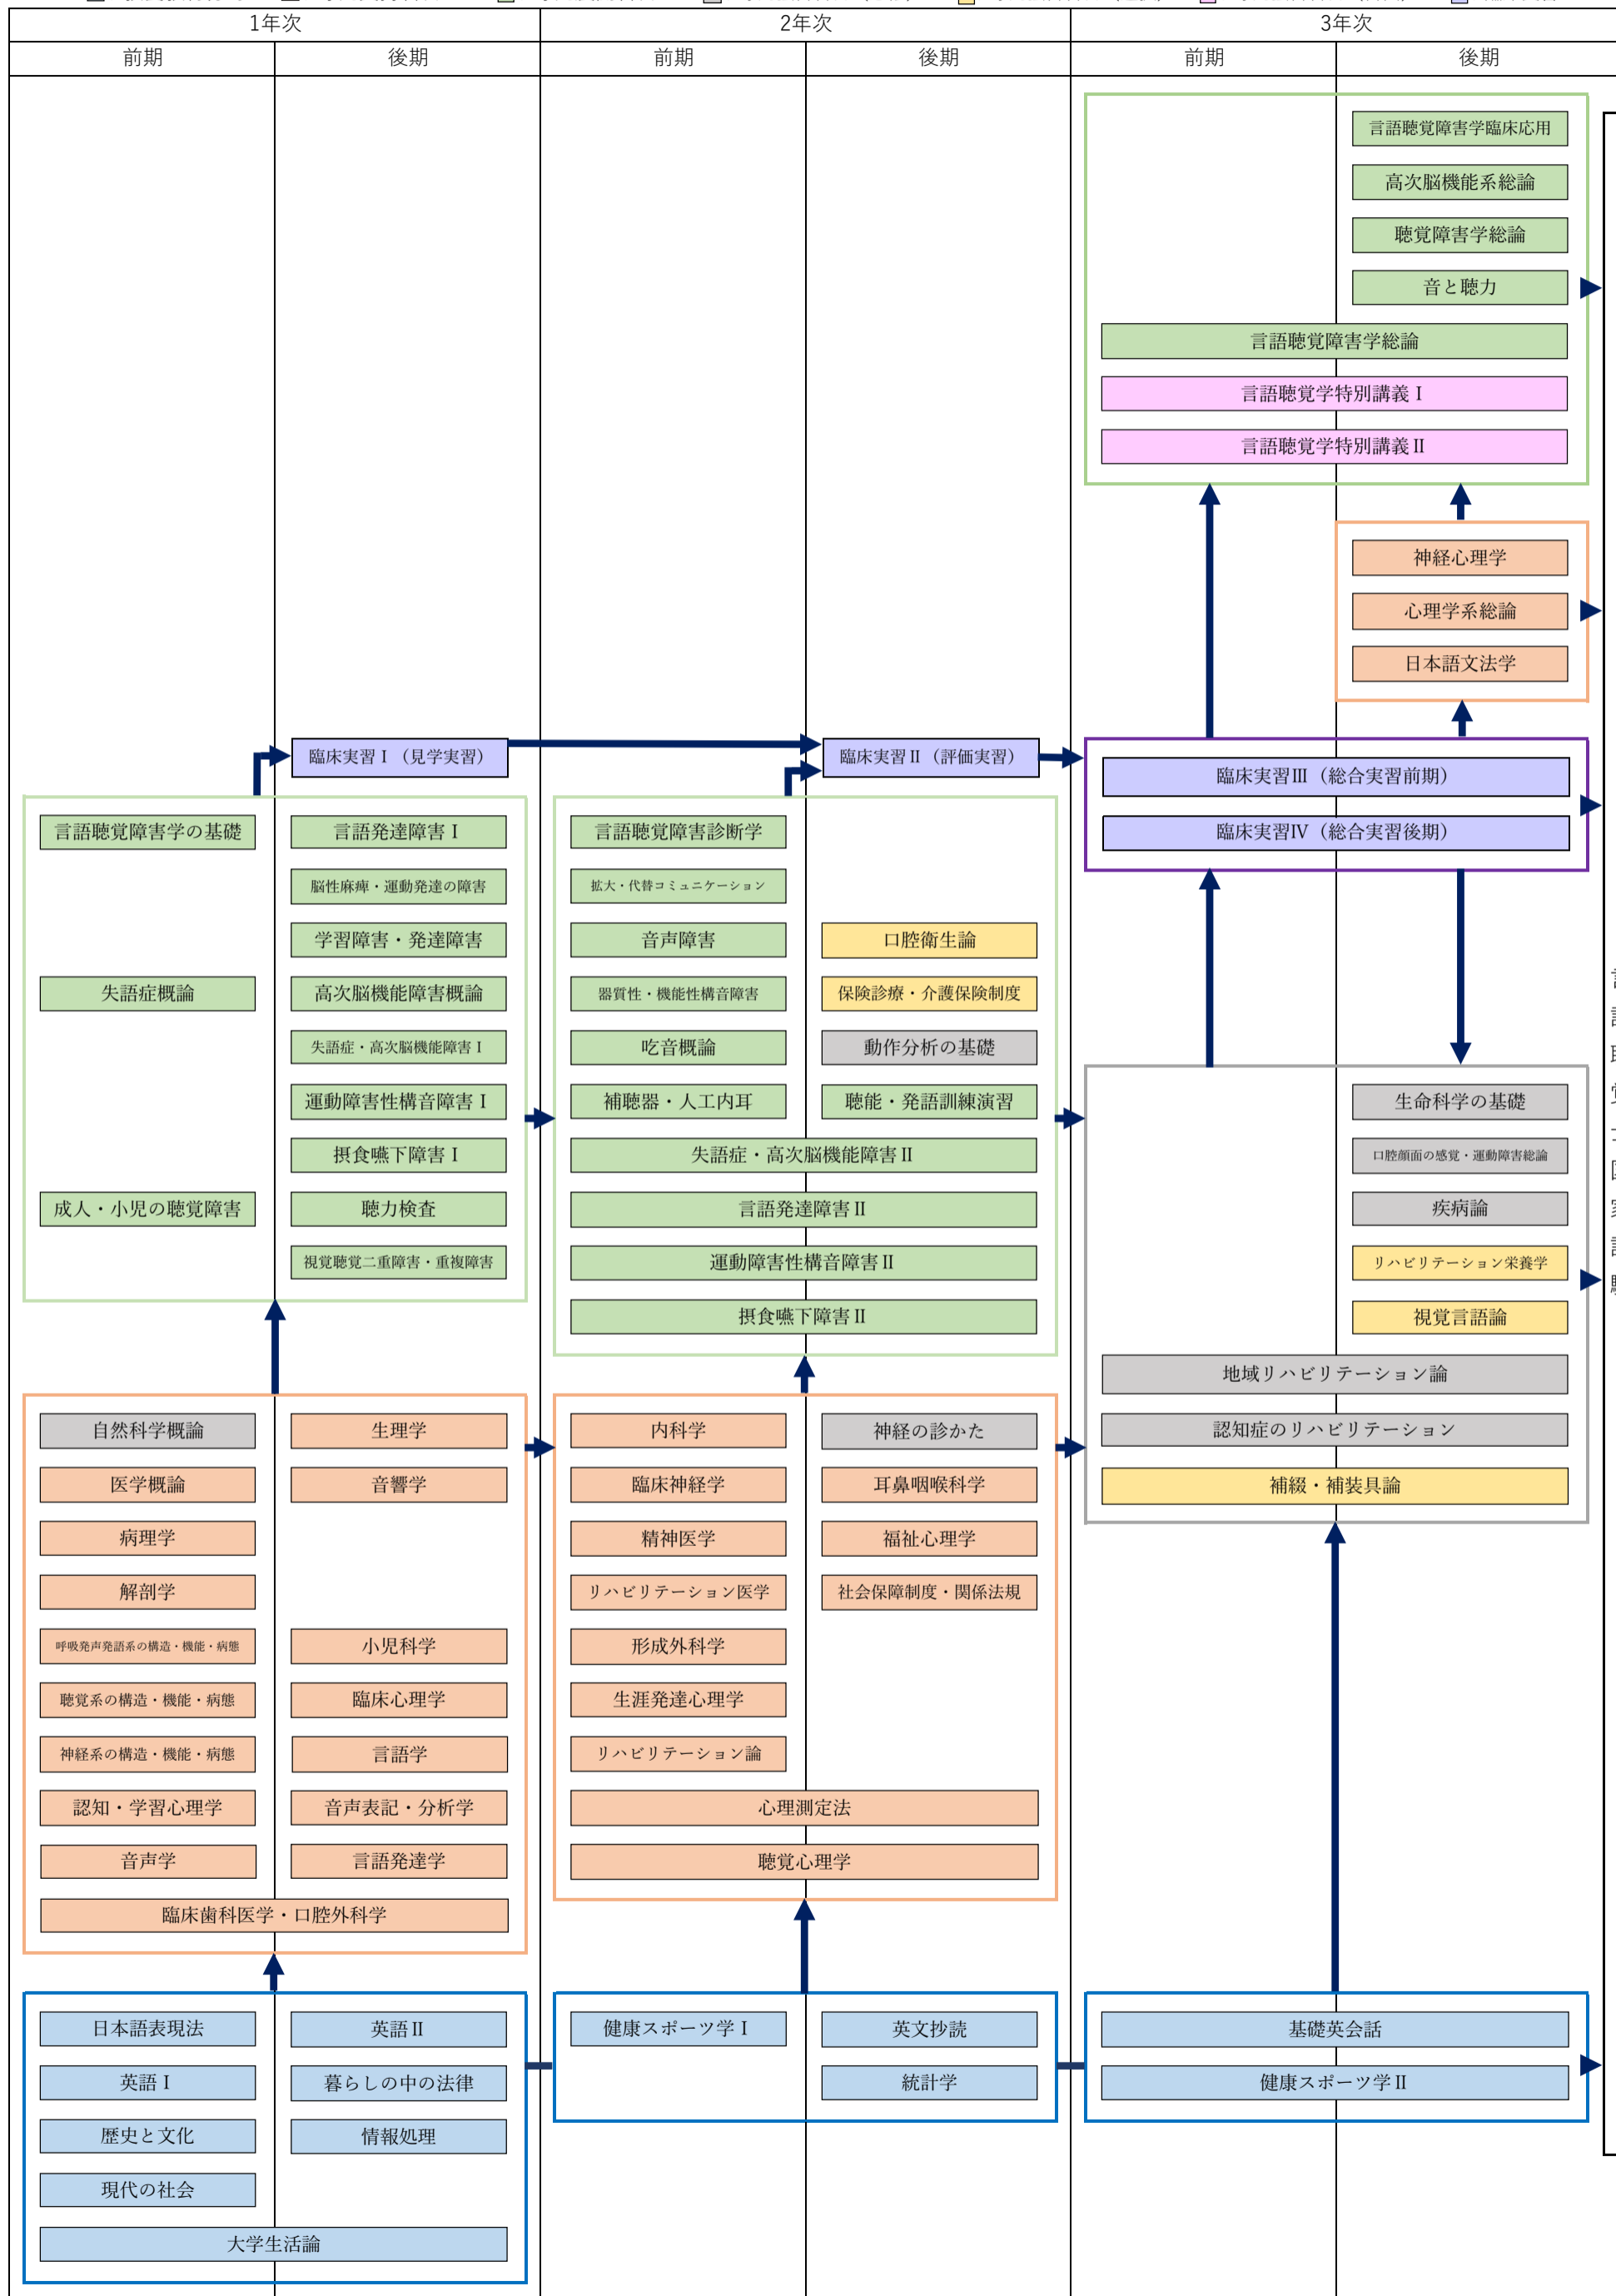 1年次
2年次
3年次
前期
後期
前期
後期
前期
後期
言語聴覚障害学臨床応用
高次脳機能系総論
聴覚障害学総論
音と聴力
言語聴覚障害学総論
言語聴覚学特別講義Ⅰ
言語聴覚学特別講義Ⅱ
神経心理学
心理学系総論
日本語文法学
臨床実習Ⅰ（見学実習）
臨床実習Ⅱ（評価実習）
臨床実習Ⅲ（総合実習前期）
臨床実習Ⅳ（総合実習後期）
言語聴覚障害学の基礎
言語発達障害Ⅰ
脳性麻痺・運動発達の障害
学習障害・発達障害
失語症概論
高次脳機能障害概論
失語症・高次脳機能障害Ⅰ
運動障害性構音障害Ⅰ
摂食嚥下障害Ⅰ
成人・小児の聴覚障害
聴力検査
視覚聴覚二重障害・重複障害
言語聴覚障害診断学
拡大・代替コミュニケーション
音声障害
口腔衛生論
器質性・機能性構音障害
保険診療・介護保険制度
吃音概論
動作分析の基礎
補聴器・人工内耳
聴能・発語訓練演習
失語症・高次脳機能障害Ⅱ
言語発達障害Ⅱ
運動障害性構音障害Ⅱ
摂食嚥下障害Ⅱ
生命科学の基礎
口腔顔面の感覚・運動障害総論
疾病論
リハビリテーション栄養学
視覚言語論
地域リハビリテーション論
認知症のリハビリテーション
補綴・補装具論
自然科学概論
生理学
医学概論
音響学
病理学
解剖学
呼吸発声発語系の構造・機能・病態
小児科学
聴覚系の構造・機能・病態
臨床心理学
神経系の構造・機能・病態
言語学
認知・学習心理学
音声表記・分析学
音声学
言語発達学
臨床歯科医学・口腔外科学
内科学
神経の診かた
臨床神経学
耳鼻咽喉科学
精神医学
福祉心理学
リハビリテーション医学
社会保障制度・関係法規
形成外科学
生涯発達心理学
リハビリテーション論
心理測定法
聴覚心理学
日本語表現法
英語Ⅱ
英語Ⅰ
暮らしの中の法律
歴史と文化
情報処理
現代の社会
大学生活論
健康スポーツ学Ⅰ
英文抄読
統計学
基礎英会話
健康スポーツ学Ⅱ